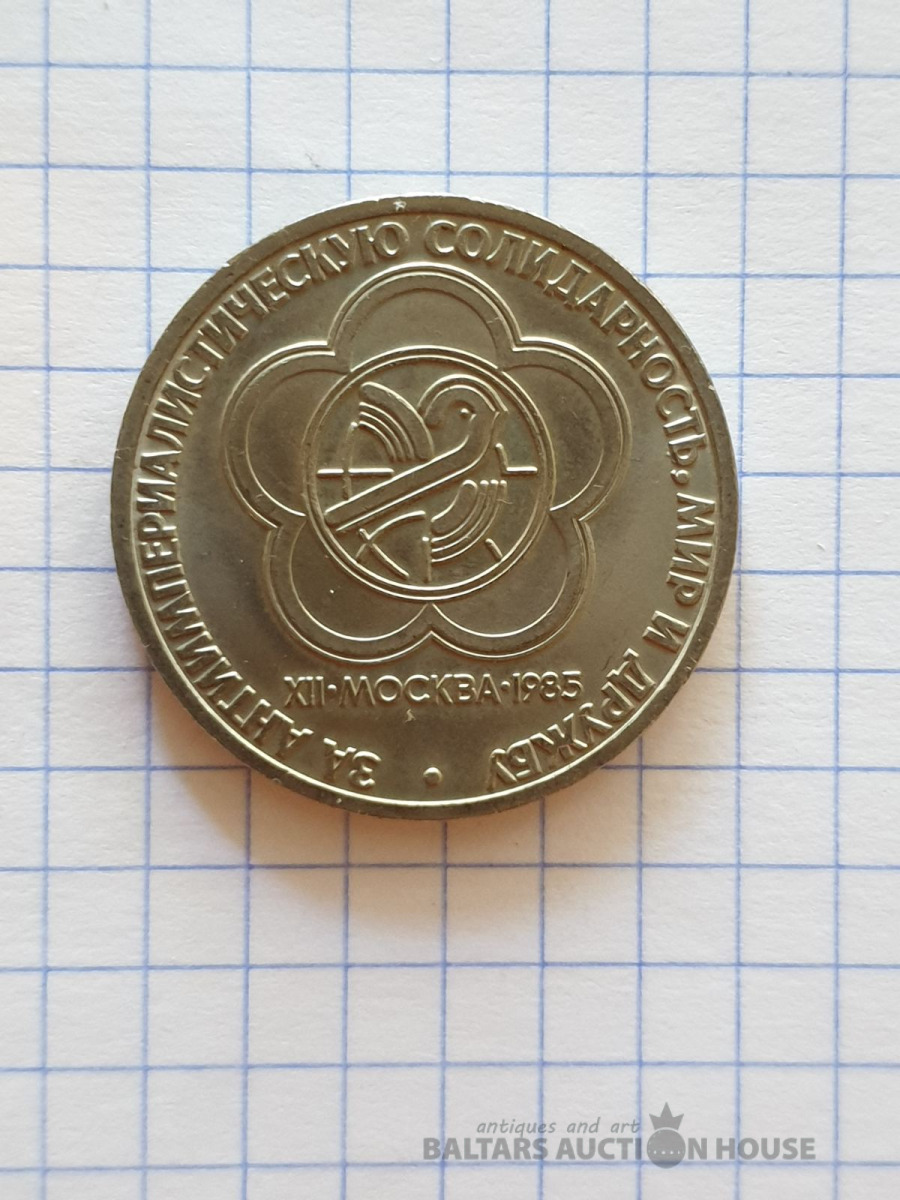 ЗА АНТИИМПЕРИАЛИСТИЧЕСКУЮ СОЛИДАРНОСТЬ, МИР И ДРУЖБУ •
XII•МОСКВА•1985
antiques and art
BALTARS AUCTION HOUSE